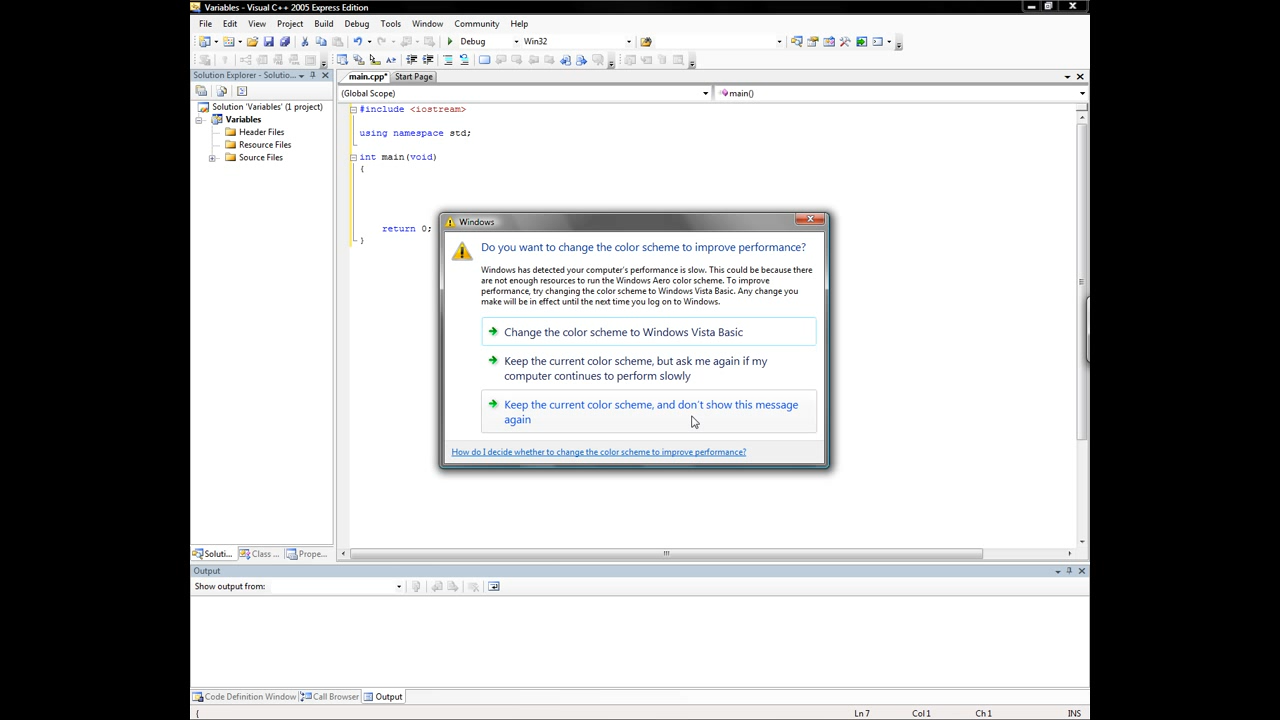 Variables - Visual C++ 2005 Express Edition
File Edit View Project Build Debug Tools Window Community Help
Debug Win32
Solution Explorer - Solutio...
main.cpp* Start Page
(Global Scope) main()
Solution 'Variables' (1 project)
Variables
Header Files
Resource Files
Source Files
#include <iostream>
using namespace std;
int main(void)
{
return 0;
}
Windows
Do you want to change the color scheme to improve performance?
Windows has detected your computer's performance is slow. This could be because there
are not enough resources to run the Windows Aero color scheme. To improve
performance, try changing the color scheme to Windows Vista Basic. Any change you
make will be in effect until the next time you log on to Windows.
Change the color scheme to Windows Vista Basic
Keep the current color scheme, but ask me again if my
computer continues to perform slowly
Keep the current color scheme, and don't show this message
again
How do I decide whether to change the color scheme to improve performance?
Soluti... Class ... Prope...
Output
Show output from:
Code Definition Window Call Browser Output
{ Ln 7 Col 1 Ch 1 INS